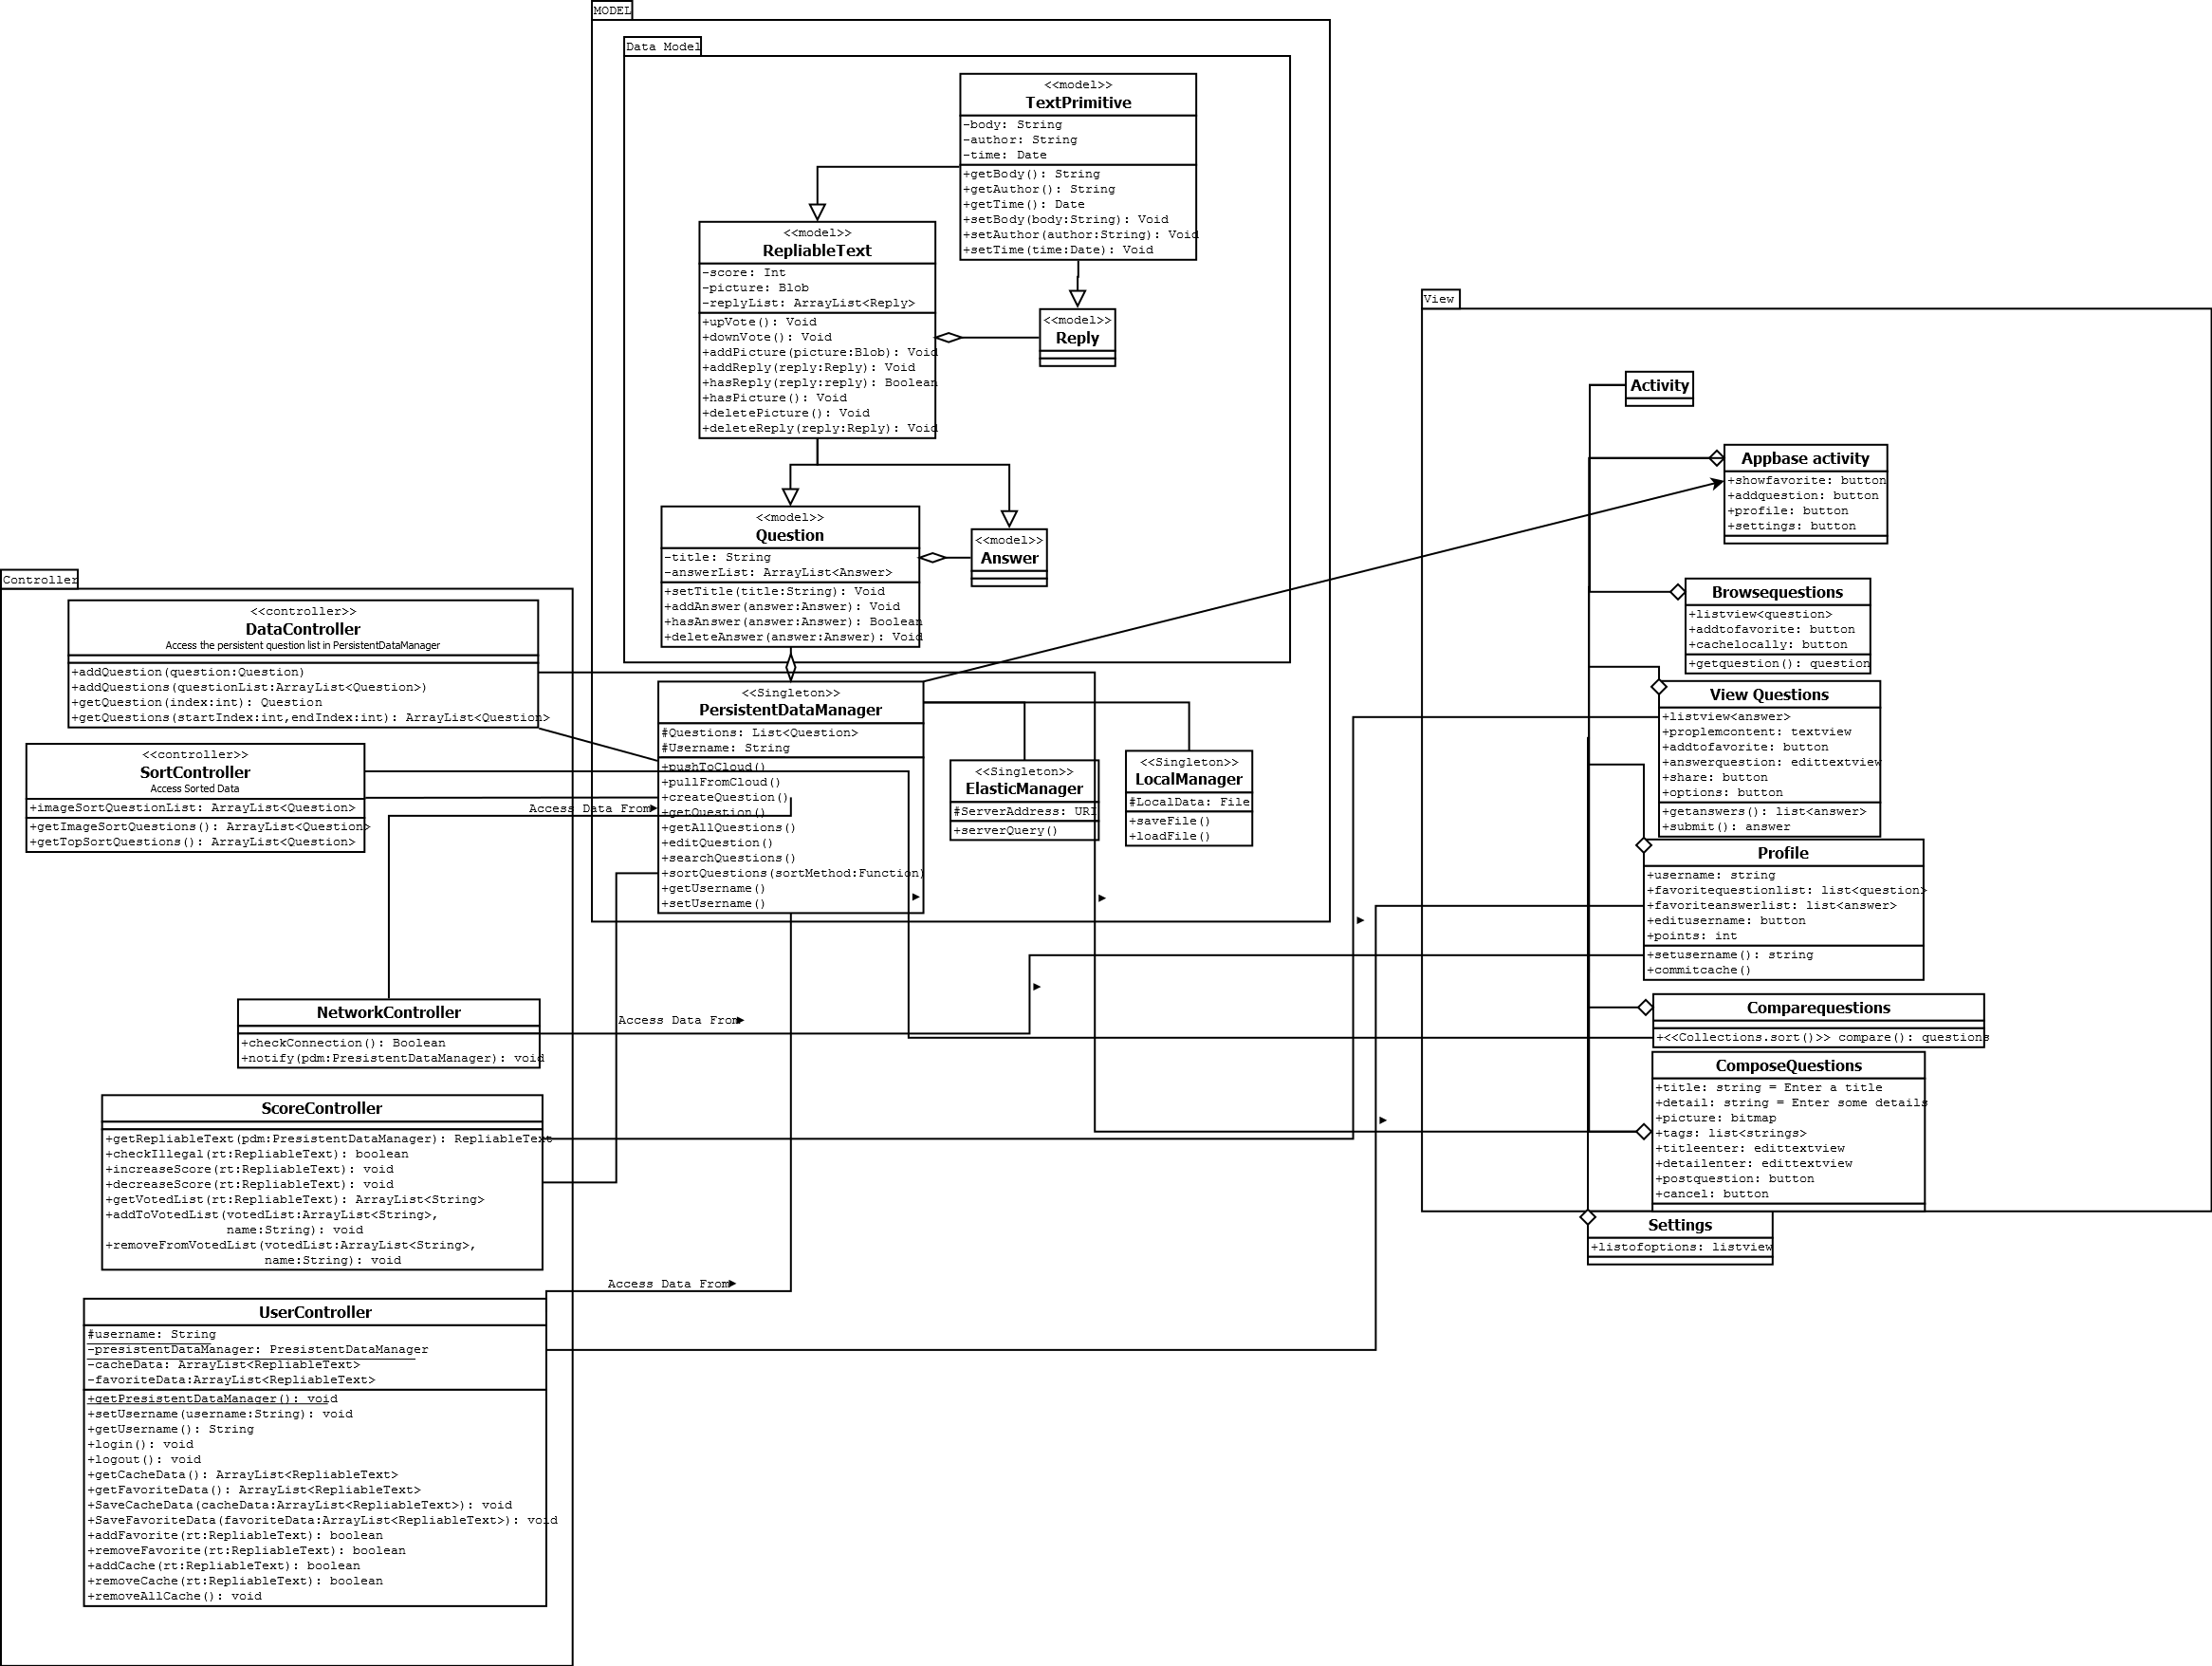 MODEL
Data Model
<<model>>
TextPrimitive
-body: String
-author: String
-time: Date
+getBody(): String
+getAuthor(): String
+getTime(): Date
+setBody(body:String): Void
+setAuthor(author:String): Void
+setTime(time:Date): Void
<<model>>
RepliableText
-score: Int
-picture: Blob
-replyList: ArrayList<Reply>
+upVote(): Void
+downVote(): Void
+addPicture(picture:Blob): Void
+addReply(reply:Reply): Void
+hasReply(reply:reply): Boolean
+hasPicture(): Void
+deletePicture(): Void
+deleteReply(reply:Reply): Void
<<model>>
Reply
<<model>>
Question
-title: String
-answerList: ArrayList<Answer>
+setTitle(title:String): Void
+addAnswer(answer:Answer): Void
+hasAnswer(answer:Answer): Boolean
+deleteAnswer(answer:Answer): Void
<<model>>
Answer
<<Singleton>>
PersistentDataManager
#Questions: List<Question>
#Username: String
+pushToCloud()
+pullFromCloud()
+createQuestion()
+getQuestion()
+getAllQuestions()
+editQuestion()
+searchQuestions()
+sortQuestions(sortMethod:Function)
+getUsername()
+setUsername()
<<Singleton>>
ElasticManager
#ServerAddress: URI
+serverQuery()
<<Singleton>>
LocalManager
#LocalData: File
+saveFile()
+loadFile()
Controller
<<controller>>
DataController
Access the persistent question list in PersistentDataManager
+addQuestion(question:Question)
+addQuestions(questionList:ArrayList<Question>)
+getQuestion(index:int): Question
+getQuestions(startIndex:int,endIndex:int): ArrayList<Question>
<<controller>>
SortController
Access Sorted Data
+imageSortQuestionList: ArrayList<Question>
+getImageSortQuestions(): ArrayList<Question>
+getTopSortQuestions(): ArrayList<Question>
Access Data From
NetworkController
+checkConnection(): Boolean
+notify(pdm:PresistentDataManager): void
Access Data From
ScoreController
+getRepliableText(pdm:PresistentDataManager): RepliableText
+checkIllegal(rt:RepliableText): boolean
+increaseScore(rt:RepliableText): void
+decreaseScore(rt:RepliableText): void
+getVotedList(rt:RepliableText): ArrayList<String>
+addToVotedList(votedList:ArrayList<String>,
name:String): void
+removeFromVotedList(votedList:ArrayList<String>,
name:String): void
Access Data From
UserController
#username: String
-presistentDataManager: PresistentDataManager
-cacheData: ArrayList<RepliableText>
-favoriteData:ArrayList<RepliableText>
+getPresistentDataManager(): void
+setUsername(username:String): void
+getUsername(): String
+login(): void
+logout(): void
+getCacheData(): ArrayList<RepliableText>
+getFavoriteData(): ArrayList<RepliableText>
+SaveCacheData(cacheData:ArrayList<RepliableText>): void
+SaveFavoriteData(favoriteData:ArrayList<RepliableText>): void
+addFavorite(rt:RepliableText): boolean
+removeFavorite(rt:RepliableText): boolean
+addCache(rt:RepliableText): boolean
+removeCache(rt:RepliableText): boolean
+removeAllCache(): void
View
Activity
Appbase activity
+showfavorite: button
+addquestion: button
+profile: button
+settings: button
Browsequestions
+listview<question>
+addtofavorite: button
+cachelocally: button
+getquestion(): question
View Questions
+listview<answer>
+proplemcontent: textview
+addtofavorite: button
+answerquestion: edittextview
+share: button
+options: button
+getanswers(): list<answer>
+submit(): answer
Profile
+username: string
+favoritequestionlist: list<question>
+favoriteanswerlist: list<answer>
+editusername: button
+points: int
+setusername(): string
+commitcache()
Comparequestions
+<<Collections.sort()>> compare(): questions
ComposeQuestions
+title: string = Enter a title
+detail: string = Enter some details
+picture: bitmap
+tags: list<strings>
+titleenter: edittextview
+detailenter: edittextview
+postquestion: button
+cancel: button
Settings
+listofoptions: listview